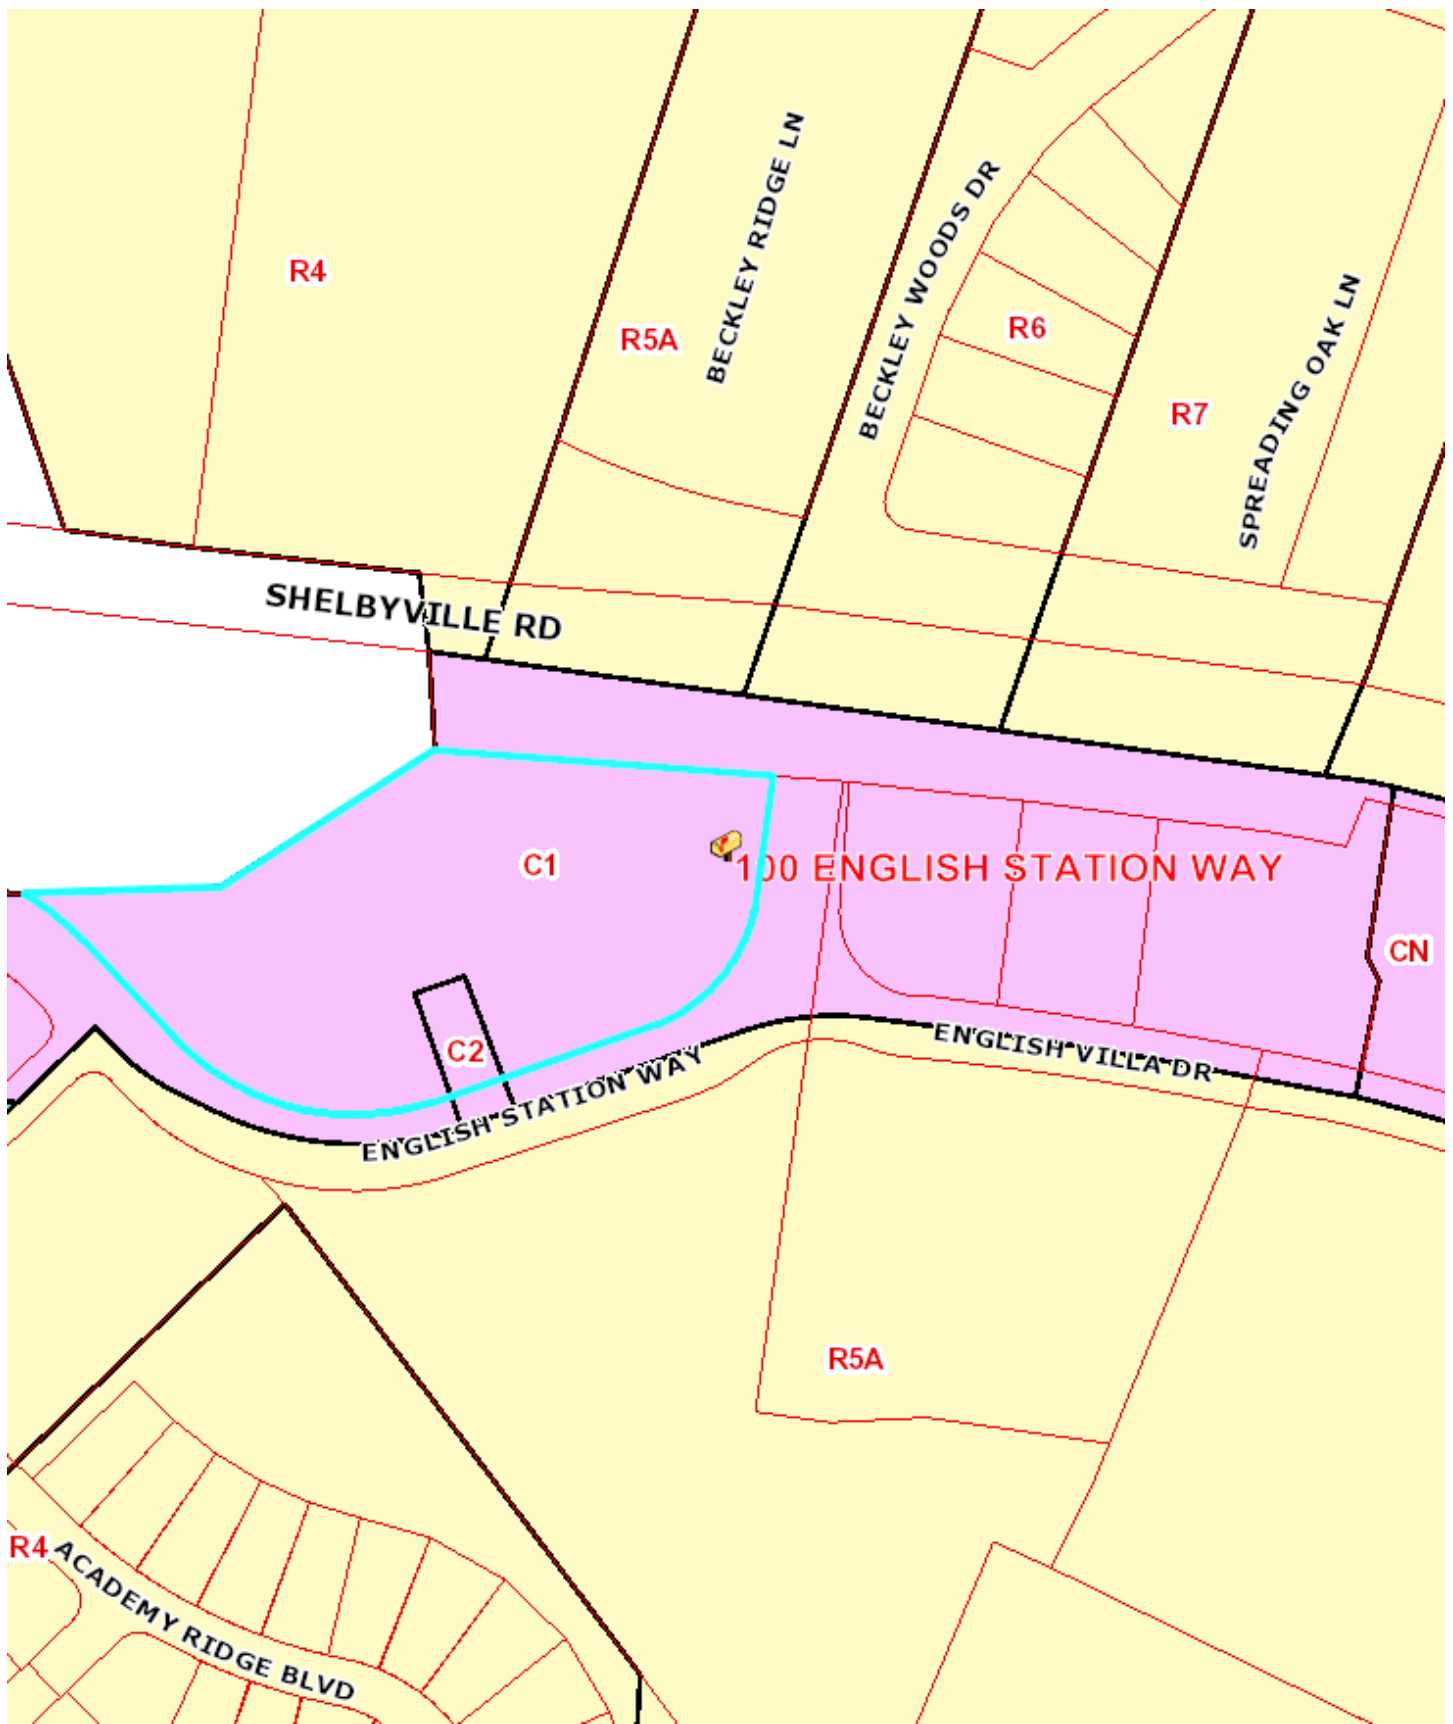 BECKLEY RIDGE LN
BECKLEY WOODS DR
R4
SPREADING OAK LN
R6
R5A
R7
SHELBYVILLE RD
C1
100 ENGLISH STATION WAY
CN
C2
ENGLISH VILLA DR
ENGLISH STATION WAY
R5A
R4
ACADEMY RIDGE BLVD